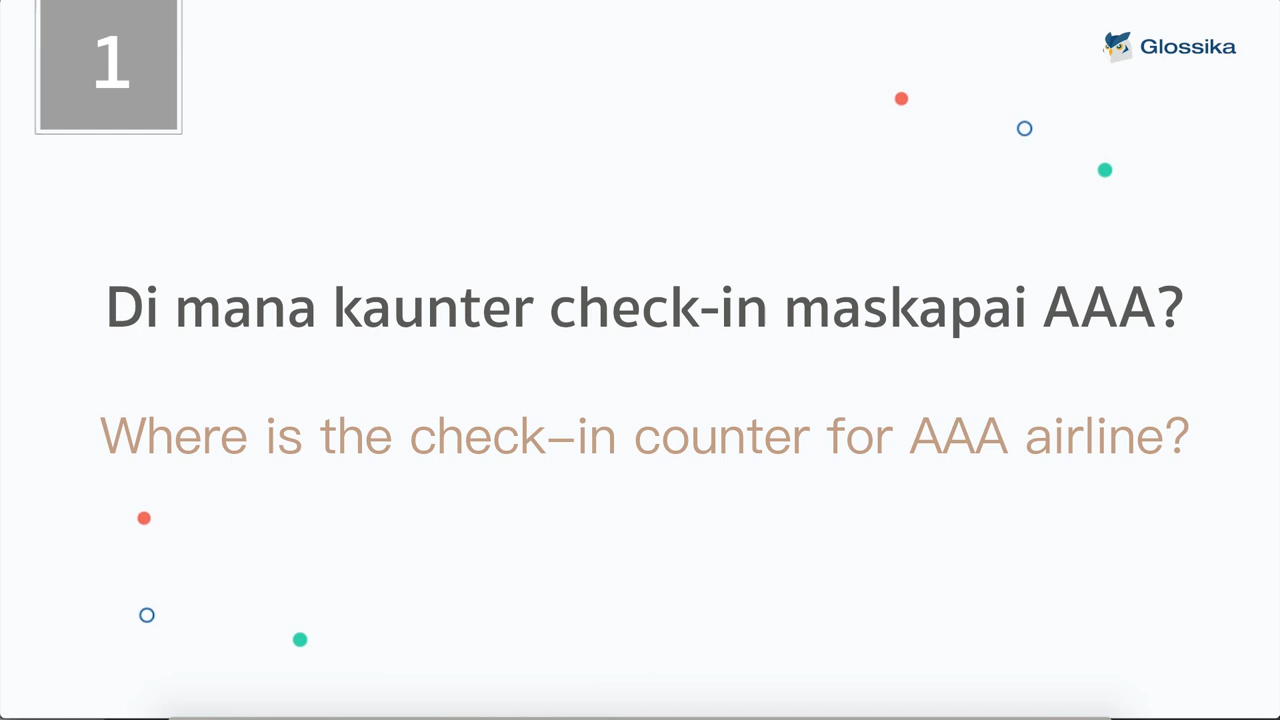 1
Glossika
Di mana kaunter check-in maskapai AAA?
Where is the check-in counter for AAA airline?